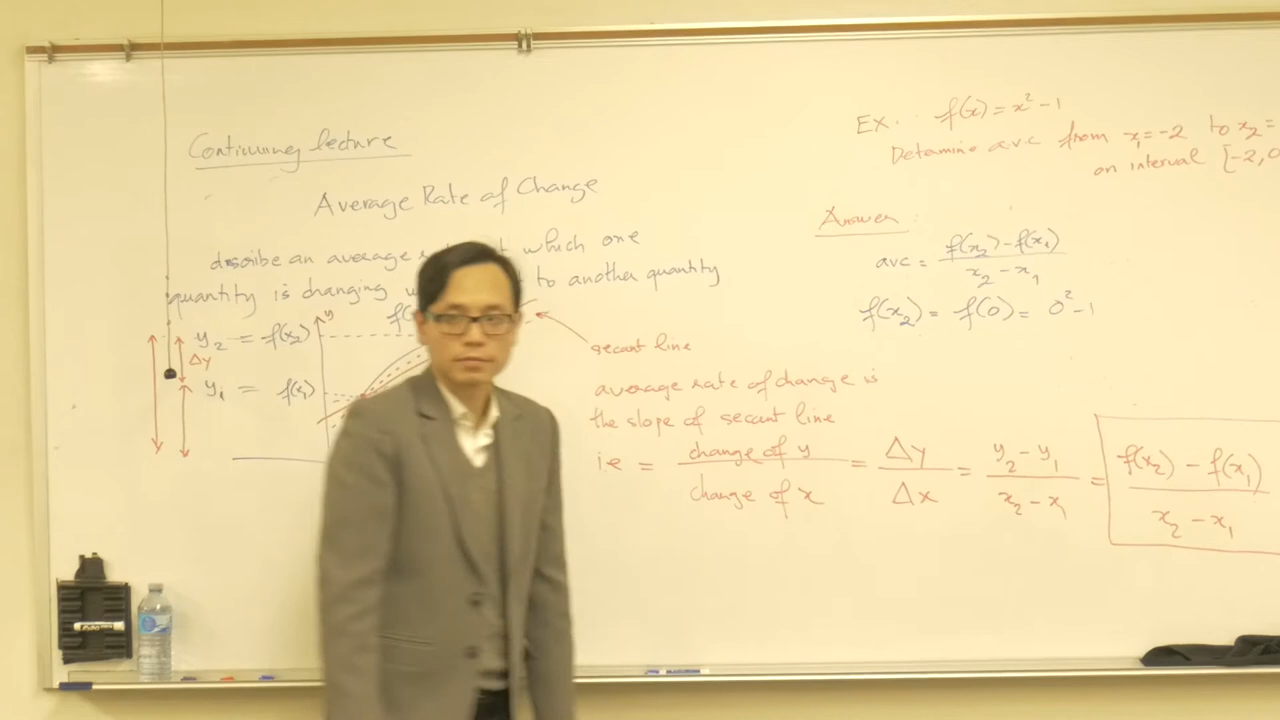 Continuing lecture
Average Rate of Change
describe an average which one
quantity is changing to another quantity
y₂ = f(x₂)
Δy
y₁ = f(x₁)
y
secant line
average rate of change is
the slope of secant line
ie = change of y / change of x = Δy / Δx = y₂ - y₁ / x₂ - x₁ = f(x₂) - f(x₁) / x₂ - x₁
Ex. f(x) = x² - 1
Determine avc from x₁ = -2 to x₂ =
on interval [-2, 0
Answer:
avc = f(x₂) - f(x₁) / x₂ - x₁
f(x₂) = f(0) = 0² - 1